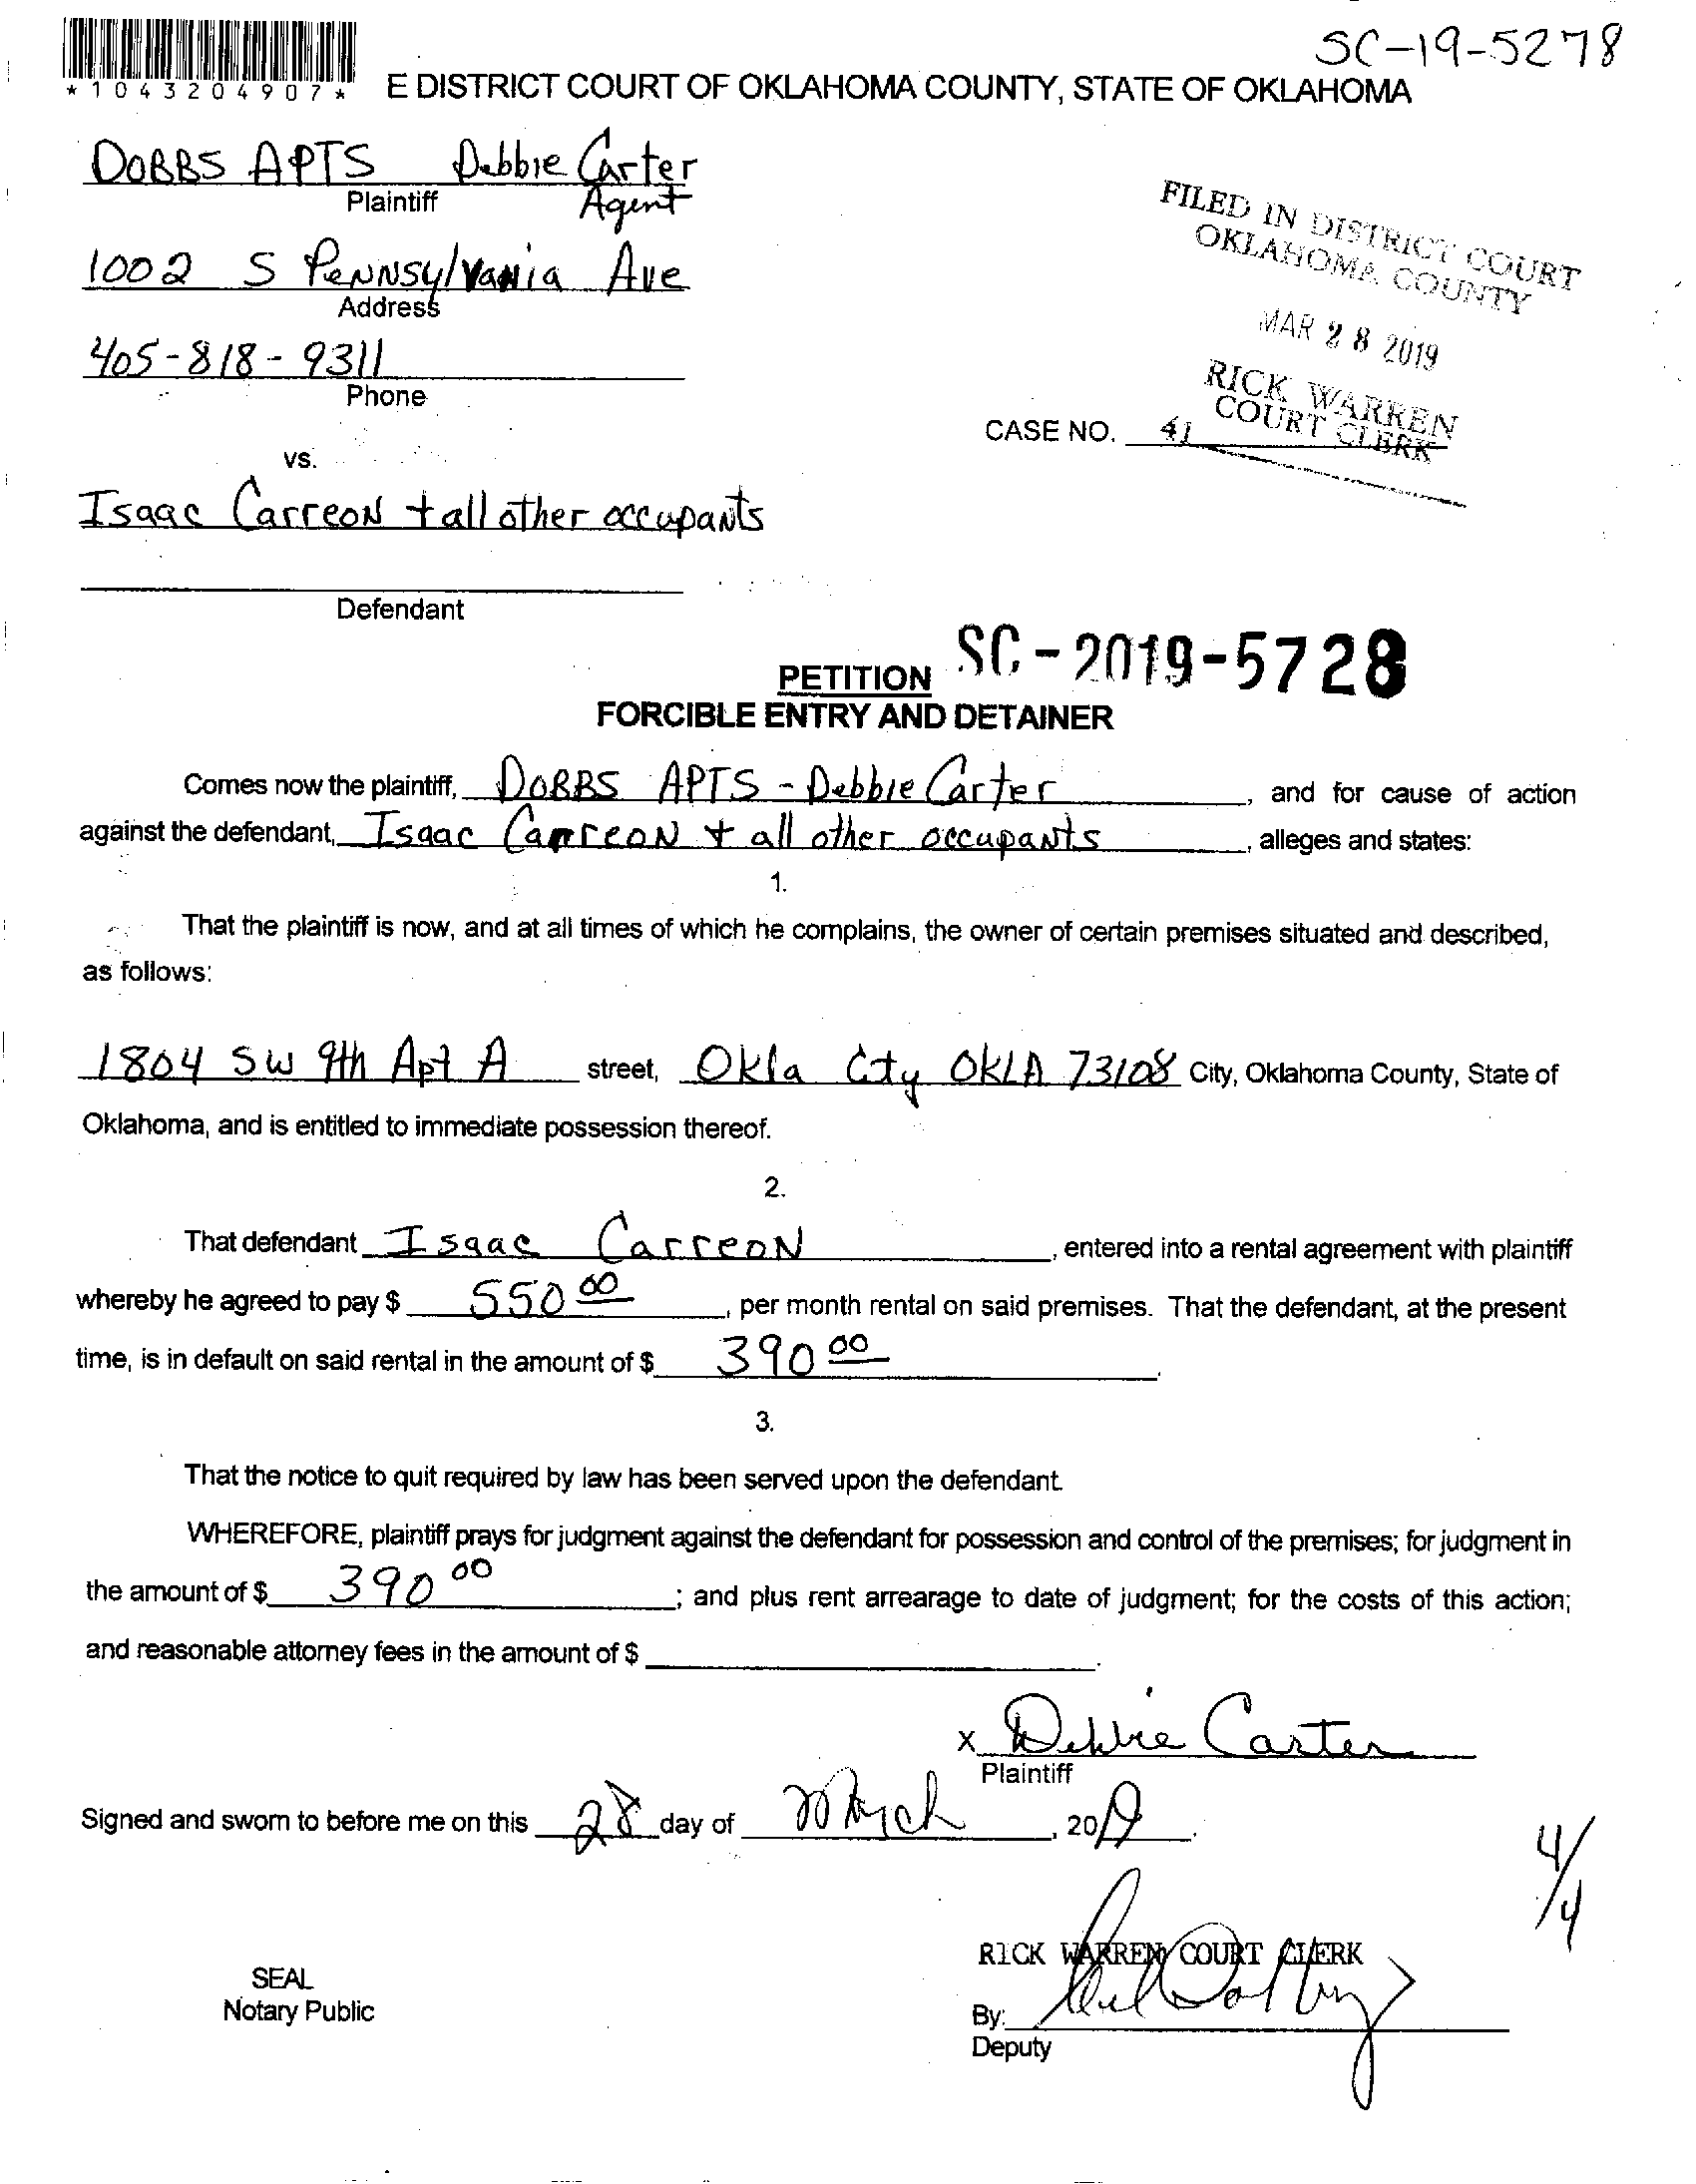 SC-19-5278
*1043204907*
E DISTRICT COURT OF OKLAHOMA COUNTY, STATE OF OKLAHOMA
DOBBS APTS Debbie Carter
Plaintiff Agent
1002 S Pennsylvania Ave
Address
405-818-9311
Phone
FILED IN DISTRICT COURT
OKLAHOMA COUNTY
MAR 28 2019
RICK WARREN
COURT CLERK
CASE NO. 41
vs.
Isaac Carreon + all other occupants
Defendant
SC-2019-5728
PETITION
FORCIBLE ENTRY AND DETAINER
Comes now the plaintiff, DOBBS APTS - Debbie Carter, and for cause of action
against the defendant, Isaac Carreon + all other occupants, alleges and states:
1.
That the plaintiff is now, and at all times of which he complains, the owner of certain premises situated and described,
as follows:
1804 SW 9th Apt A street, Okla City OKLA 73108 City, Oklahoma County, State of
Oklahoma, and is entitled to immediate possession thereof.
2.
That defendant Isaac Carreon, entered into a rental agreement with plaintiff
whereby he agreed to pay $ 550 00, per month rental on said premises. That the defendant, at the present
time, is in default on said rental in the amount of $ 390 00.
3.
That the notice to quit required by law has been served upon the defendant.
WHEREFORE, plaintiff prays for judgment against the defendant for possession and control of the premises; for judgment in
the amount of $ 390 00; and plus rent arrearage to date of judgment; for the costs of this action;
and reasonable attorney fees in the amount of $ .
x Debbie Carter
Plaintiff
Signed and sworn to before me on this 28 day of March, 2019.
4/4
RICK WARREN COURT CLERK
SEAL
Notary Public
By:
Deputy